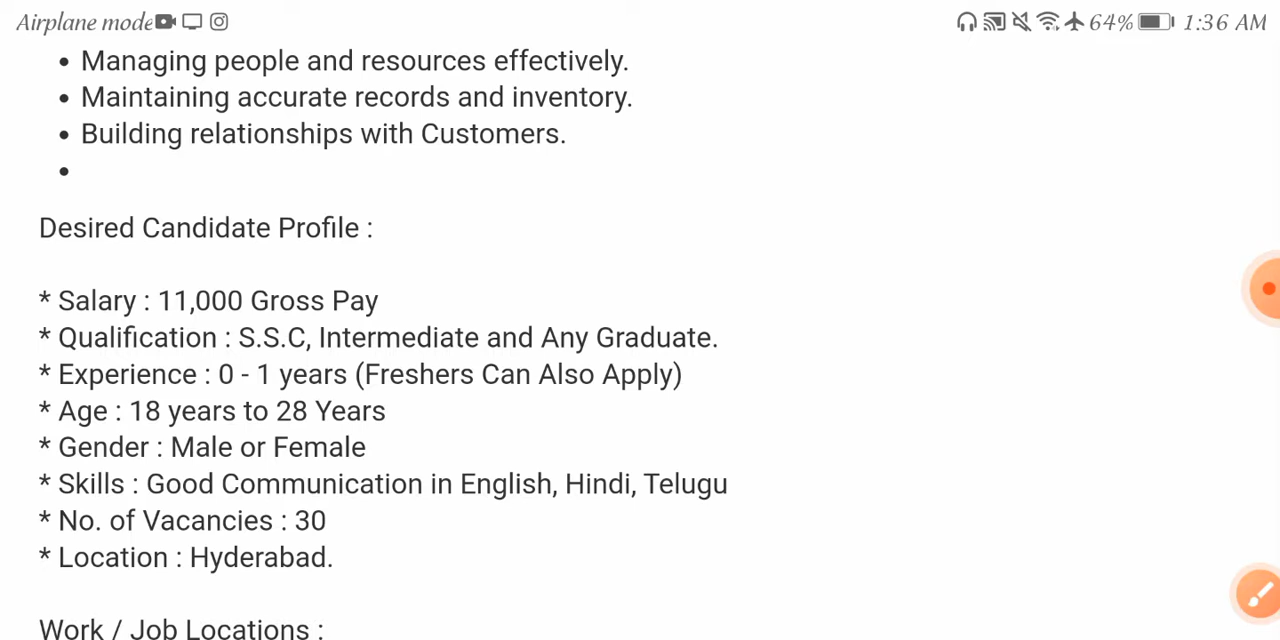 Airplane mode 64% 1:36 AM
• Managing people and resources effectively.
• Maintaining accurate records and inventory.
• Building relationships with Customers.
•
Desired Candidate Profile :
* Salary : 11,000 Gross Pay
* Qualification : S.S.C, Intermediate and Any Graduate.
* Experience : 0 - 1 years (Freshers Can Also Apply)
* Age : 18 years to 28 Years
* Gender : Male or Female
* Skills : Good Communication in English, Hindi, Telugu
* No. of Vacancies : 30
* Location : Hyderabad.
Work / Job Locations :